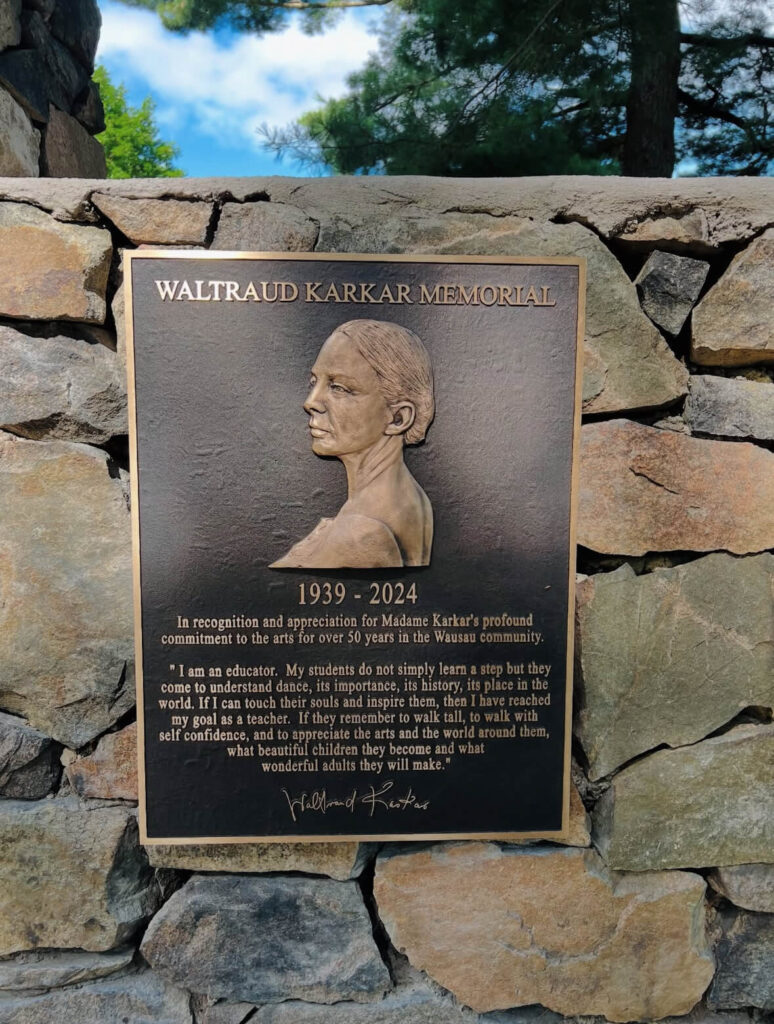 WALTRAUD KARKAR MEMORIAL
1939 - 2024
In recognition and appreciation for Madame Karkar's profound
commitment to the arts for over 50 years in the Wausau community.
" I am an educator. My students do not simply learn a step but they
come to understand dance, its importance, its history, its place in the
world. If I can touch their souls and inspire them, then I have reached
my goal as a teacher. If they remember to walk tall, to walk with
self confidence, and to appreciate the arts and the world around them,
what beautiful children they become and what
wonderful adults they will make."
Waltraud Karkar